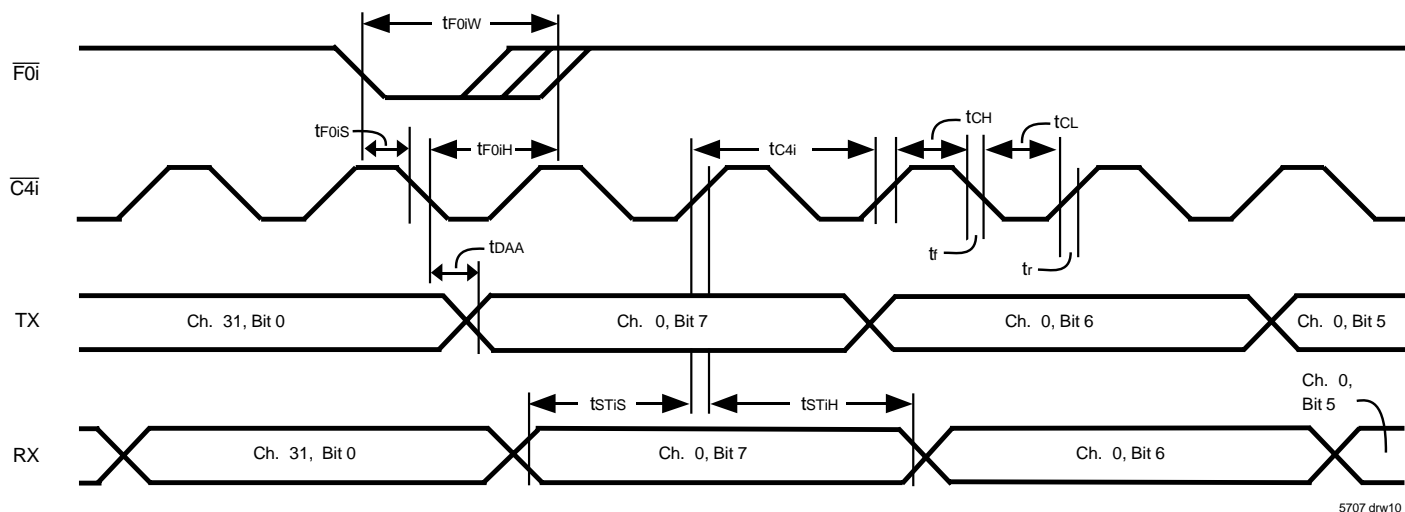 tF0iW
F0i
tF0iS
tF0iH
tC4i
tCH
tCL
C4i
tDAA
tf
tr
TX
Ch. 31, Bit 0
Ch. 0, Bit 7
Ch. 0, Bit 6
Ch. 0, Bit 5
tSTiS
tSTiH
Ch. 0,
Bit 5
RX
Ch. 31, Bit 0
Ch. 0, Bit 7
Ch. 0, Bit 6
5707 drw10